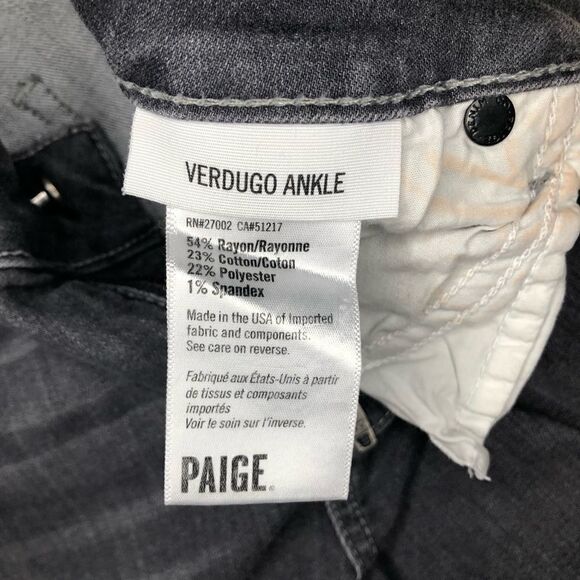 VERDUGO ANKLE
RN#27002 CA#51217
54% Rayon/Rayonne
23% Cotton/Coton
22% Polyester
1% Spandex
Made in the USA of Imported
fabric and components.
See care on reverse.
Fabriqué aux États-Unis à partir
de tissus et composants
importés
Voir le soin sur l'inverse.
PAIGE